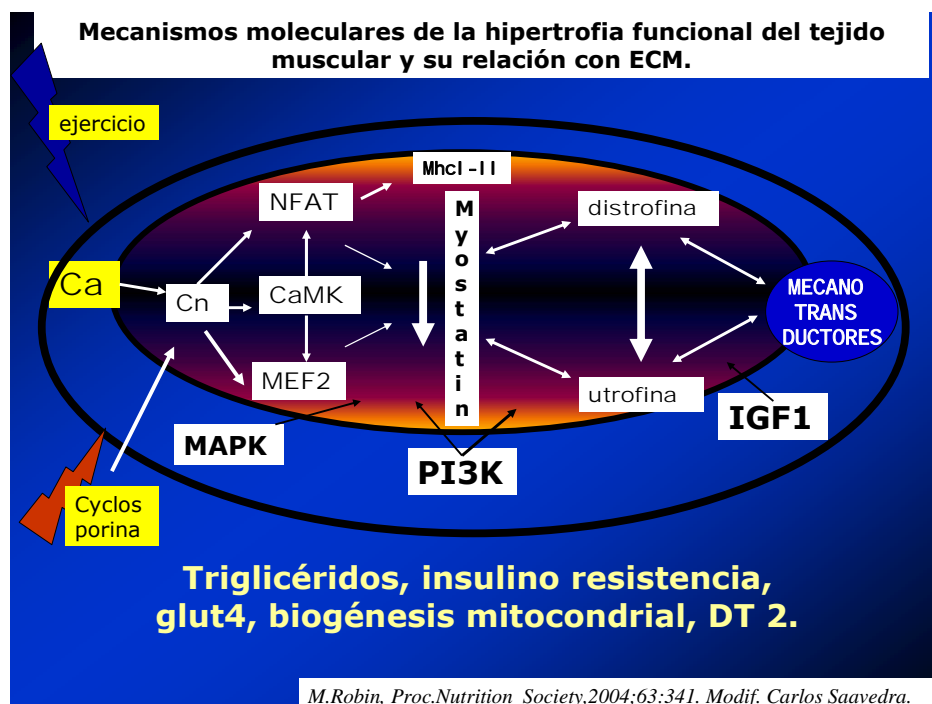 Mecanismos moleculares de la hipertrofia funcional del tejido
muscular y su relación con ECM.
ejercicio
Mhcl-II
NFAT
Myostatin
distrofina
Ca
Cn
CaMK
MECANO
TRANS
DUCTORES
MEF2
utrofina
MAPK
IGF1
PI3K
Cyclos
porina
Triglicéridos, insulino resistencia,
glut4, biogénesis mitocondrial, DT 2.
M.Robin, Proc.Nutrition Society,2004;63:341. Modif. Carlos Saavedra.